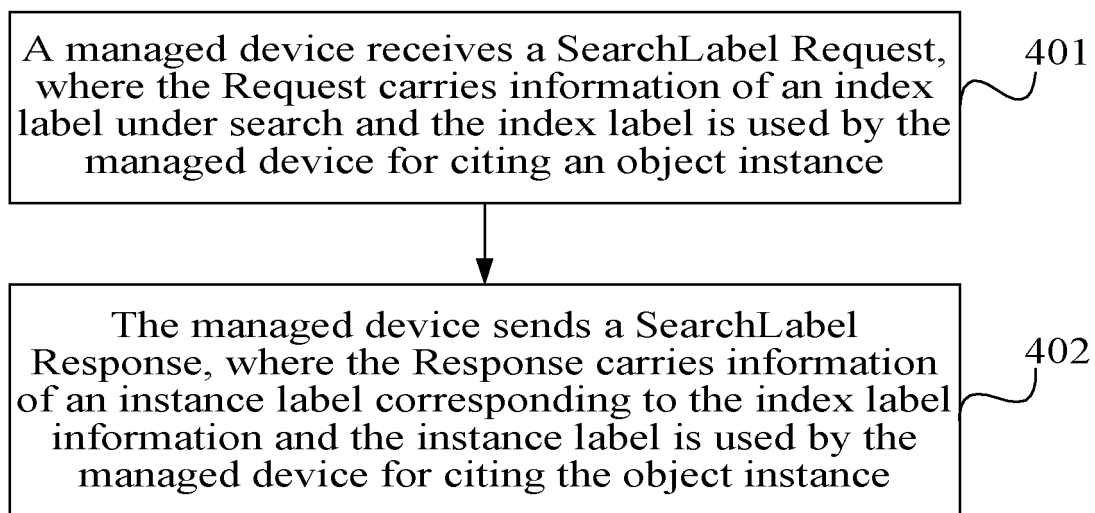 A managed device receives a SearchLabel Request,
where the Request carries information of an index
label under search and the index label is used by the
managed device for citing an object instance
401
The managed device sends a SearchLabel
Response, where the Response carries information
of an instance label corresponding to the index label
information and the instance label is used by the
managed device for citing the object instance
402